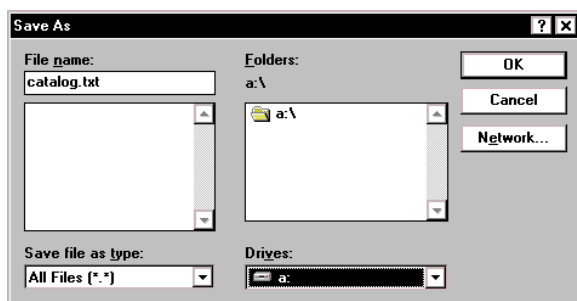 Save As
File name:
catalog.txt
Folders:
a:\
a:\
OK
Cancel
Network...
Save file as type:
All Files (*.*)
Drives:
a: